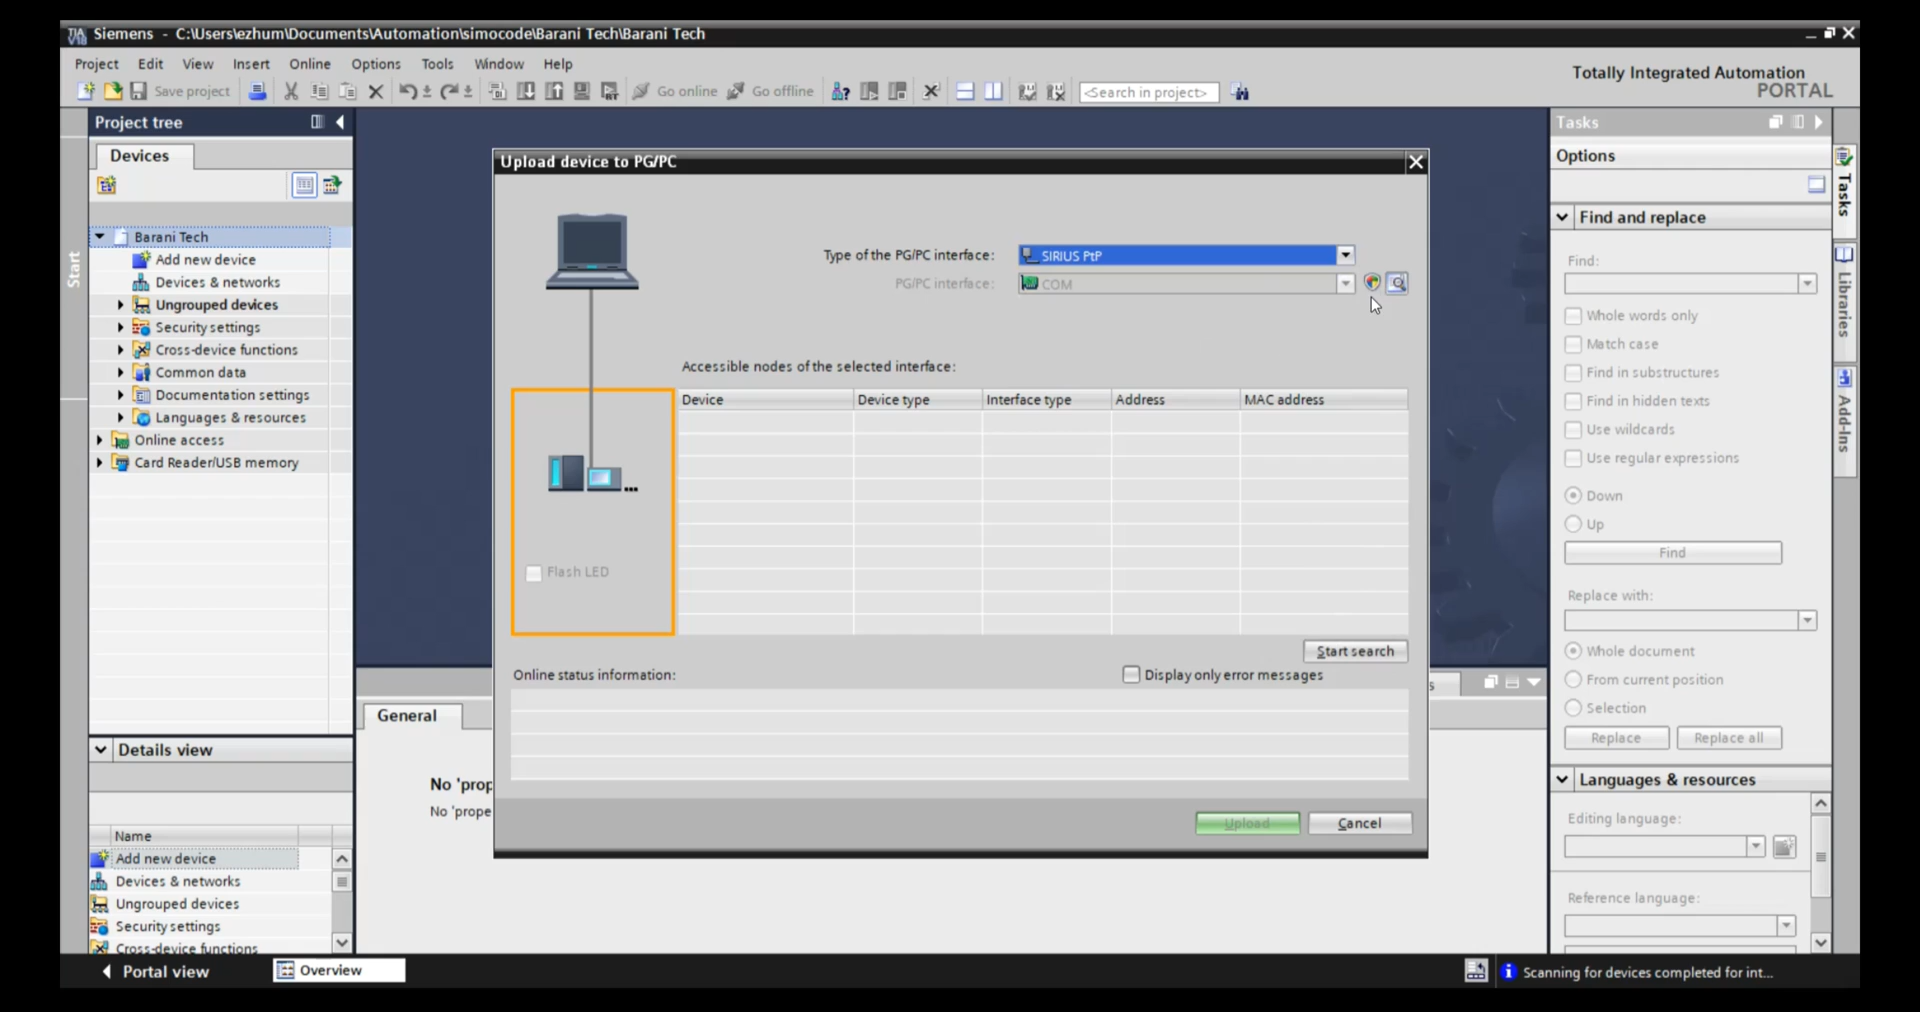 Siemens - C:\Users\ezhum\Documents\Automation\simocode\Barani Tech\Barani Tech
Project Edit View Insert Online Options Tools Window Help
Totally Integrated Automation
PORTAL
Save project
Go online
Go offline
<Search in project>
Project tree
Devices
Start
Barani Tech
Add new device
Devices & networks
Ungrouped devices
Security settings
Cross-device functions
Common data
Documentation settings
Languages & resources
Online access
Card Reader/USB memory
Details view
Name
Add new device
Devices & networks
Ungrouped devices
Security settings
Cross-device functions
Upload device to PG/PC
Type of the PG/PC interface: SIRIUS PtP
PG/PC interface: COM
Accessible nodes of the selected interface:
Device Device type Interface type Address MAC address
Flash LED
Start search
Online status information:
Display only error messages
Upload
Cancel
General
No 'prop
No 'prope
s
Tasks
Options
Find and replace
Find:
Whole words only
Match case
Find in substructures
Find in hidden texts
Use wildcards
Use regular expressions
Down
Up
Find
Replace with:
Whole document
From current position
Selection
Replace
Replace all
Languages & resources
Editing language:
Reference language:
Tasks
Libraries
Add-Ins
Portal view
Overview
Scanning for devices completed for int...